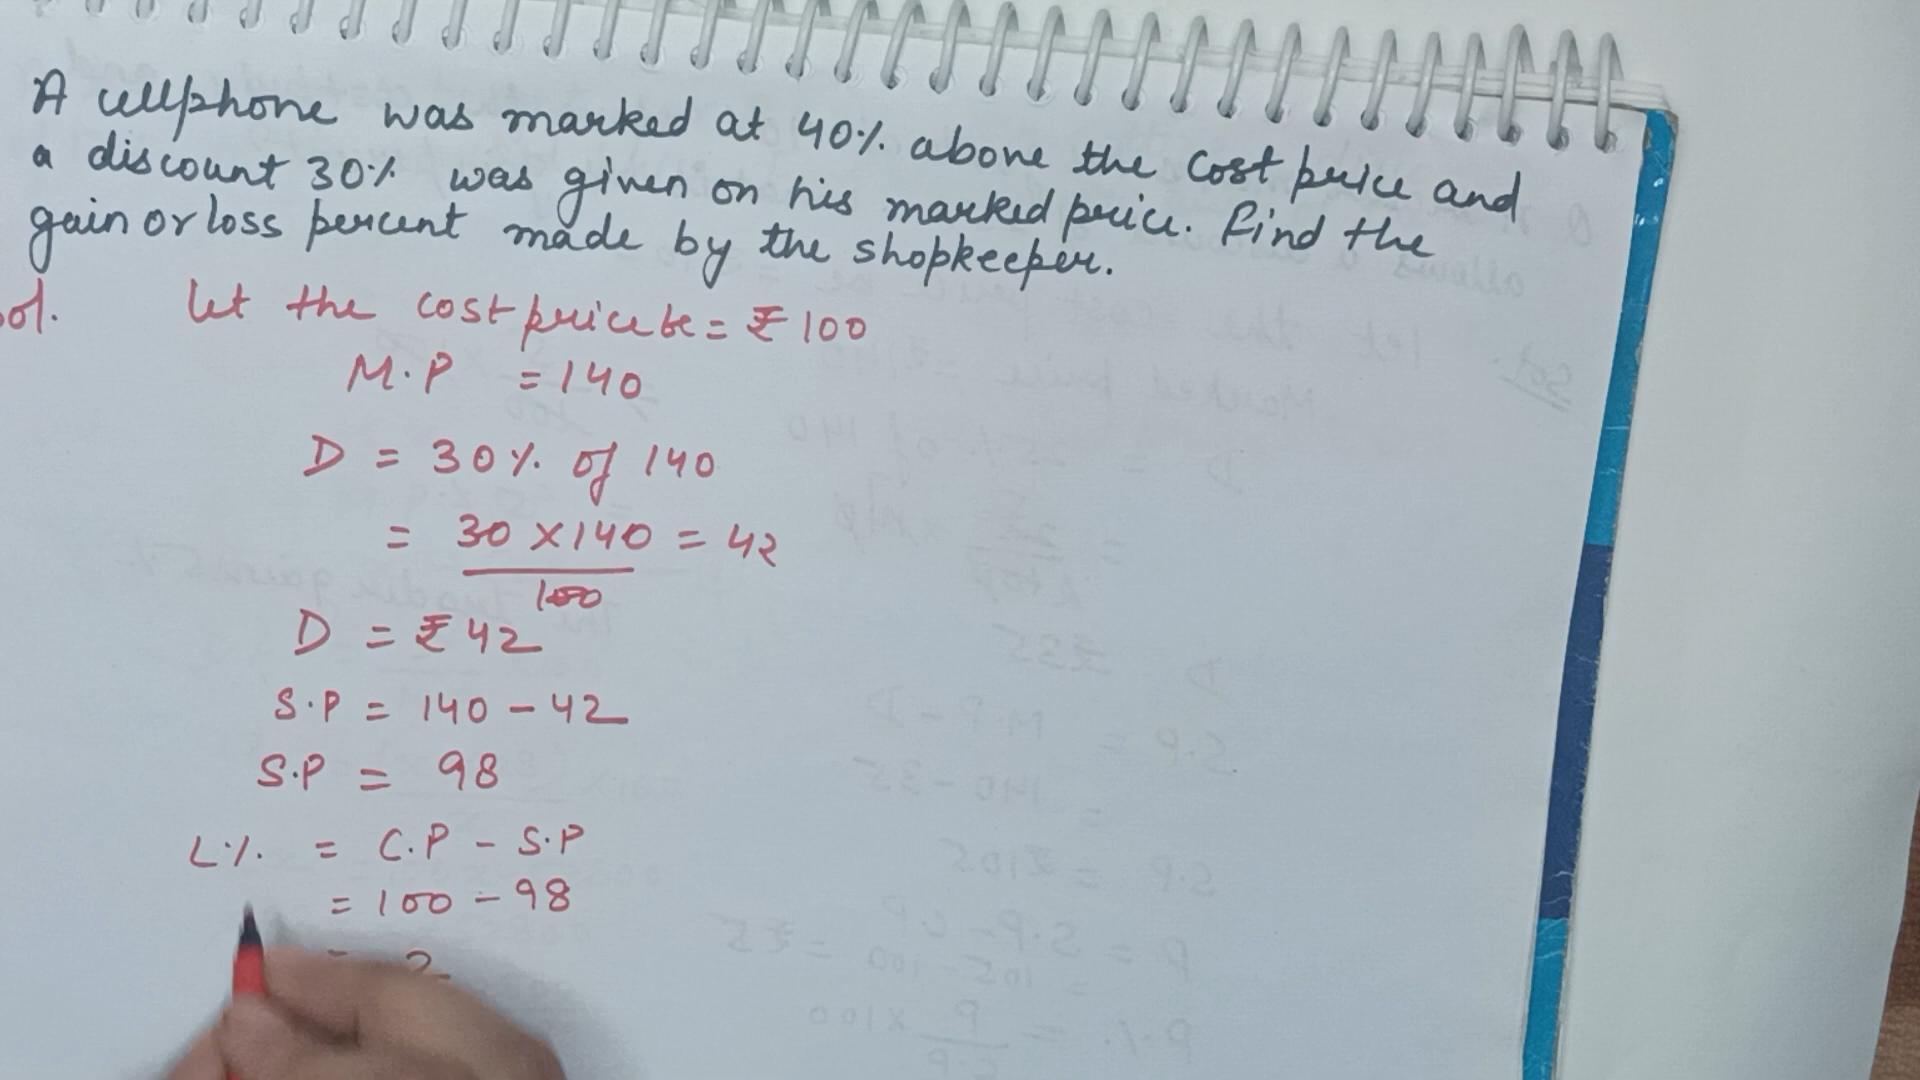 A cellphone was marked at 40% above the cost price and
a discount 30% was given on his marked price. find the
gain or loss percent made by the shopkeeper.
ol. let the cost price be = ₹ 100
M.P = 140
D = 30% of 140
= 30 × 140 = 42
100
D = ₹ 42
S.P = 140 - 42
S.P = 98
L% = C.P - S.P
= 100 - 98
= 2